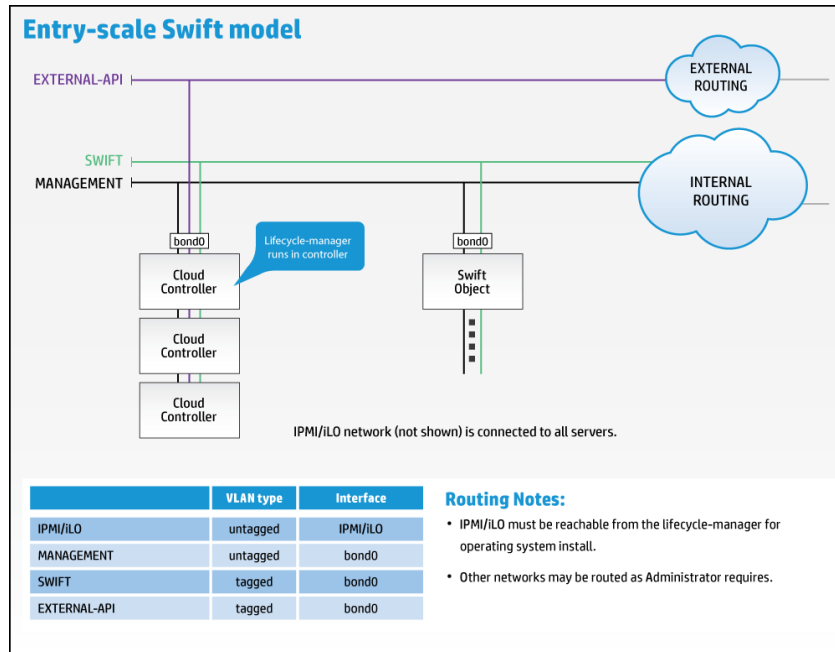 Entry-scale Swift model
EXTERNAL-API
EXTERNAL
ROUTING
SWIFT
MANAGEMENT
INTERNAL
ROUTING
bond0
Lifecycle-manager
runs in controller
bond0
Cloud
Controller
Swift
Object
Cloud
Controller
Cloud
Controller
IPMI/iLO network (not shown) is connected to all servers.
VLAN type Interface
IPMI/iLO untagged IPMI/iLO
MANAGEMENT untagged bond0
SWIFT tagged bond0
EXTERNAL-API tagged bond0
Routing Notes:
• IPMI/iLO must be reachable from the lifecycle-manager for
operating system install.
• Other networks may be routed as Administrator requires.